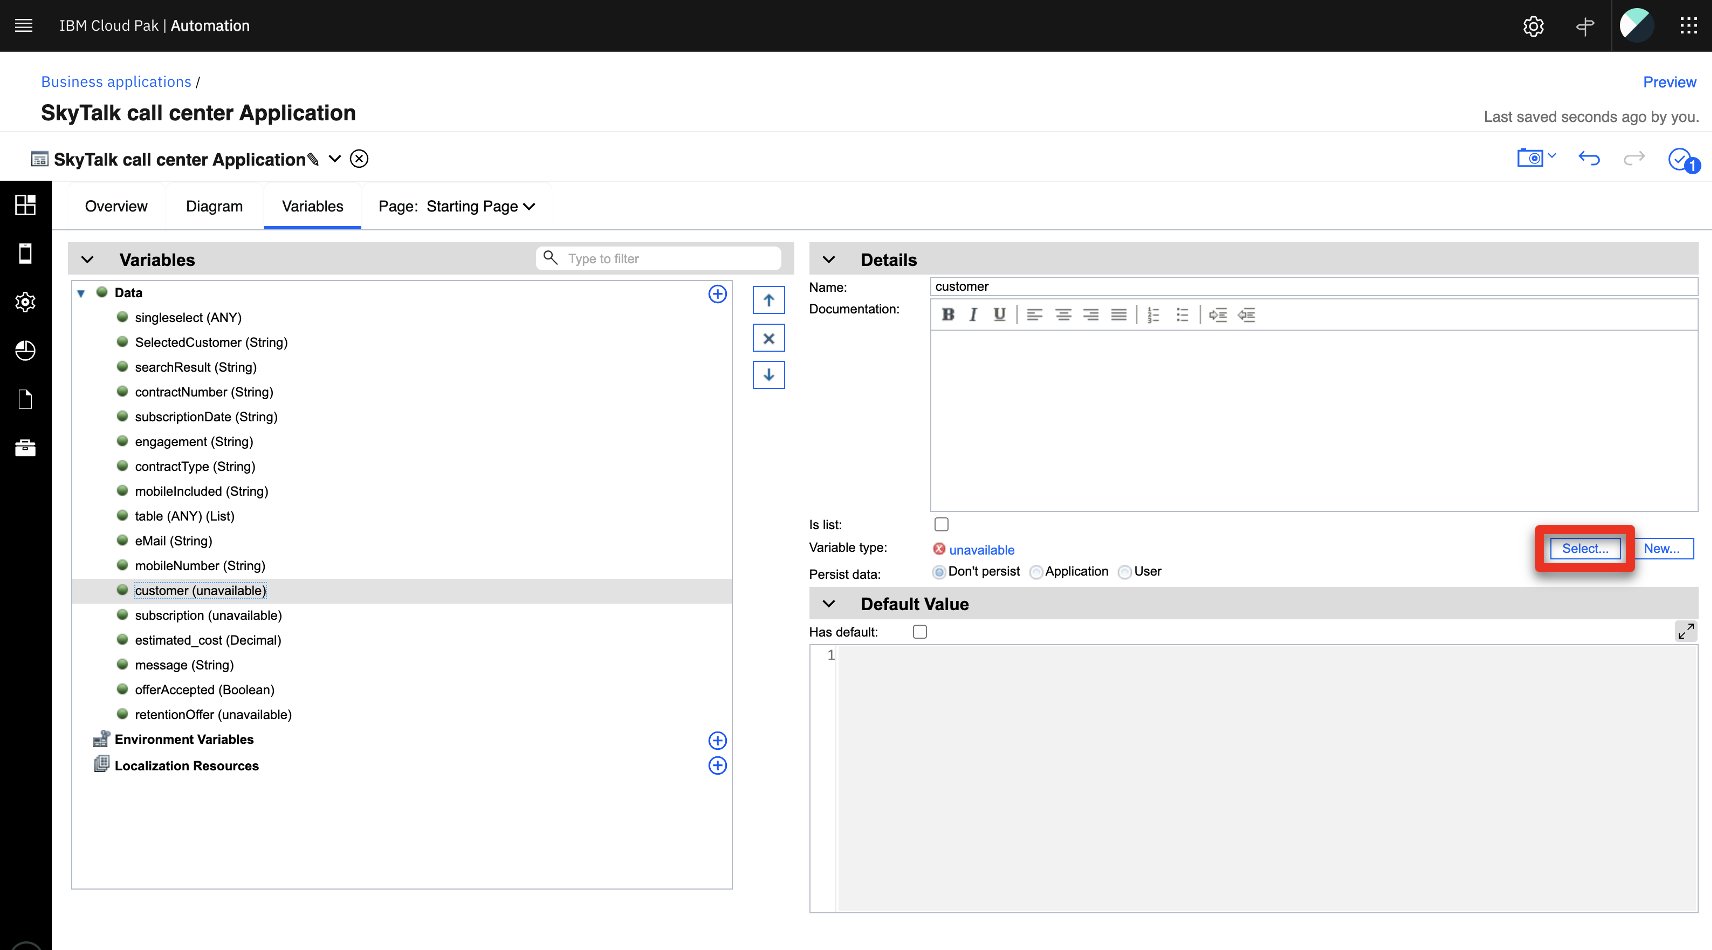 IBM Cloud Pak | Automation
Business applications /
Preview
SkyTalk call center Application
Last saved seconds ago by you.
SkyTalk call center Application
1
Overview
Diagram
Variables
Page: Starting Page
Variables
Type to filter
Data
singleselect (ANY)
SelectedCustomer (String)
searchResult (String)
contractNumber (String)
subscriptionDate (String)
engagement (String)
contractType (String)
mobileIncluded (String)
table (ANY) (List)
eMail (String)
mobileNumber (String)
customer (unavailable)
subscription (unavailable)
estimated_cost (Decimal)
message (String)
offerAccepted (Boolean)
retentionOffer (unavailable)
Environment Variables
Localization Resources
Details
Name: customer
Documentation:
B I U
Is list:
Variable type: unavailable
Select... New...
Persist data: Don't persist Application User
Default Value
Has default:
1